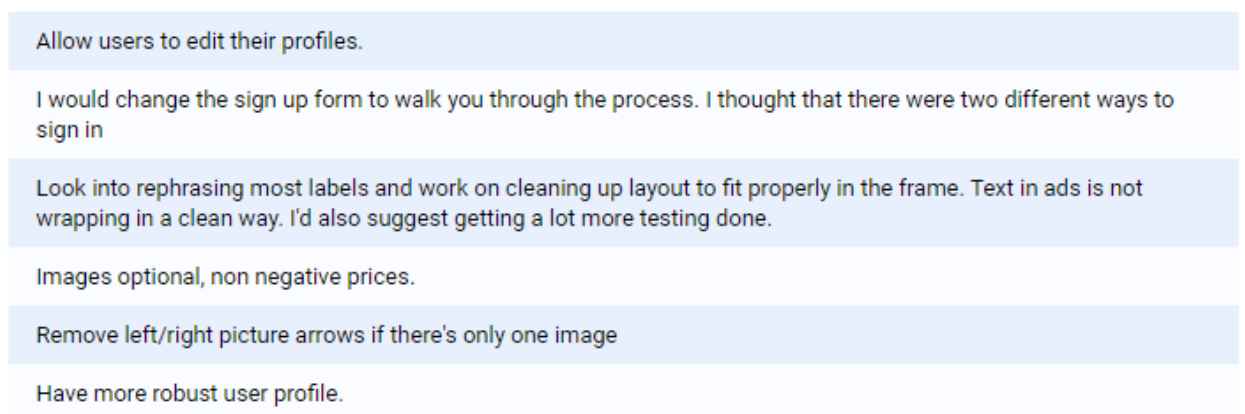 Allow users to edit their profiles.
I would change the sign up form to walk you through the process. I thought that there were two different ways to
sign in
Look into rephrasing most labels and work on cleaning up layout to fit properly in the frame. Text in ads is not
wrapping in a clean way. I'd also suggest getting a lot more testing done.
Images optional, non negative prices.
Remove left/right picture arrows if there's only one image
Have more robust user profile.